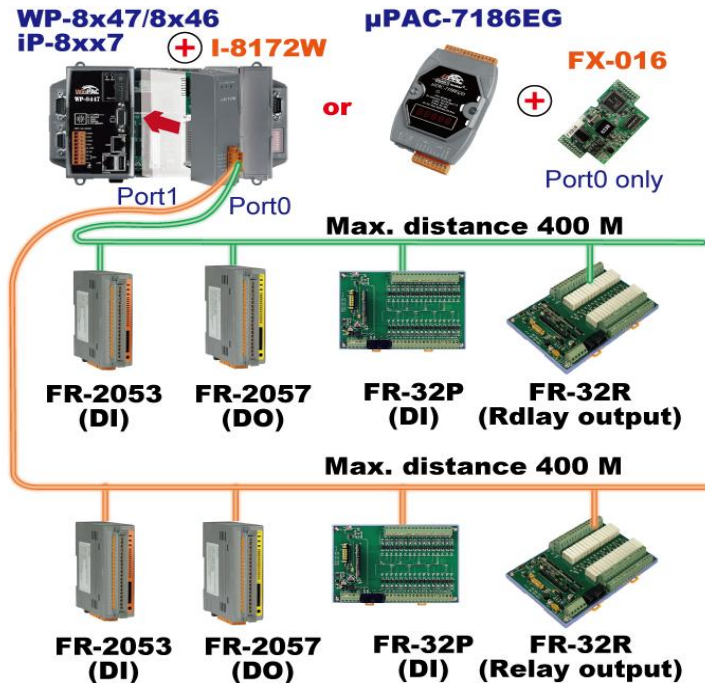 WP-8x47/8x46
iP-8xx7
+ I-8172W
or
µPAC-7186EG
+
FX-016
Port0 only
WP-8447
Port1
Port0
Max. distance 400 M
FR-2053
(DI)
FR-2057
(DO)
FR-32P
(DI)
FR-32R
(Rdlay output)
Max. distance 400 M
FR-2053
(DI)
FR-2057
(DO)
FR-32P
(DI)
FR-32R
(Relay output)